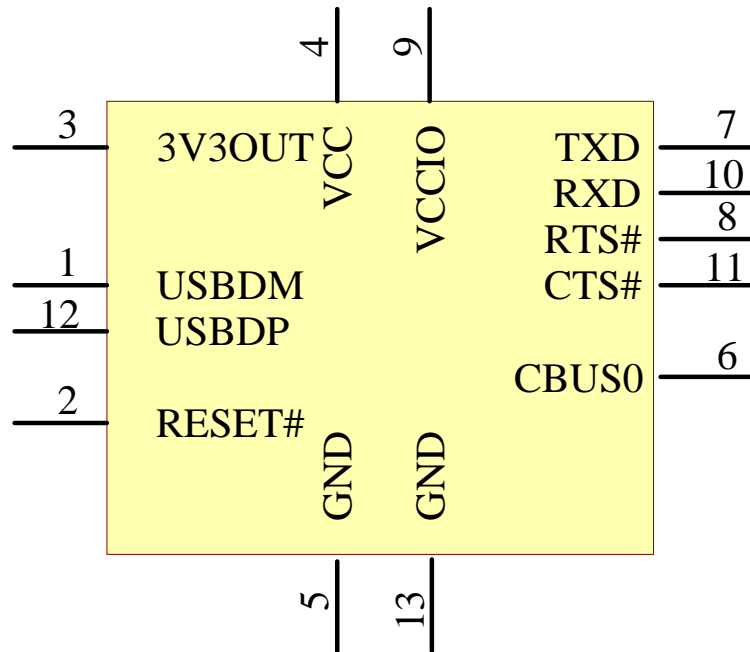 4 9
3 3V3OUT VCC VCCIO TXD 7
RXD 10
RTS# 8
1 USBDM CTS# 11
12 USBDP
CBUS0 6
2 RESET# GND GND
5 13